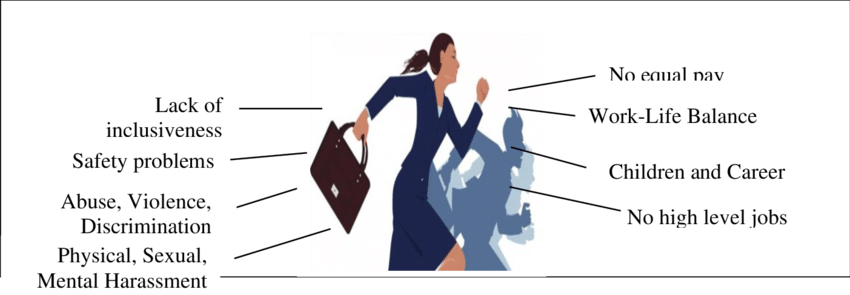 Lack of
inclusiveness
Safety problems
Abuse, Violence,
Discrimination
Physical, Sexual,
Mental Harassment
No equal pay
Work-Life Balance
Children and Career
No high level jobs